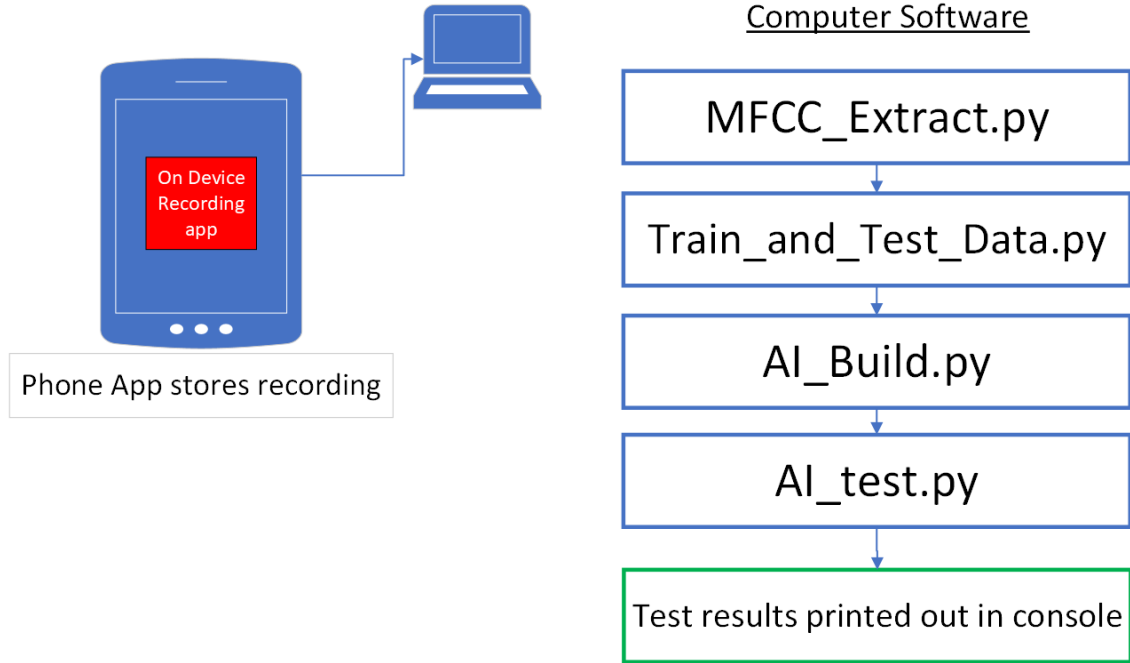 Computer Software
On Device
Recording
app
Phone App stores recording
MFCC_Extract.py
Train_and_Test_Data.py
AI_Build.py
AI_test.py
Test results printed out in console